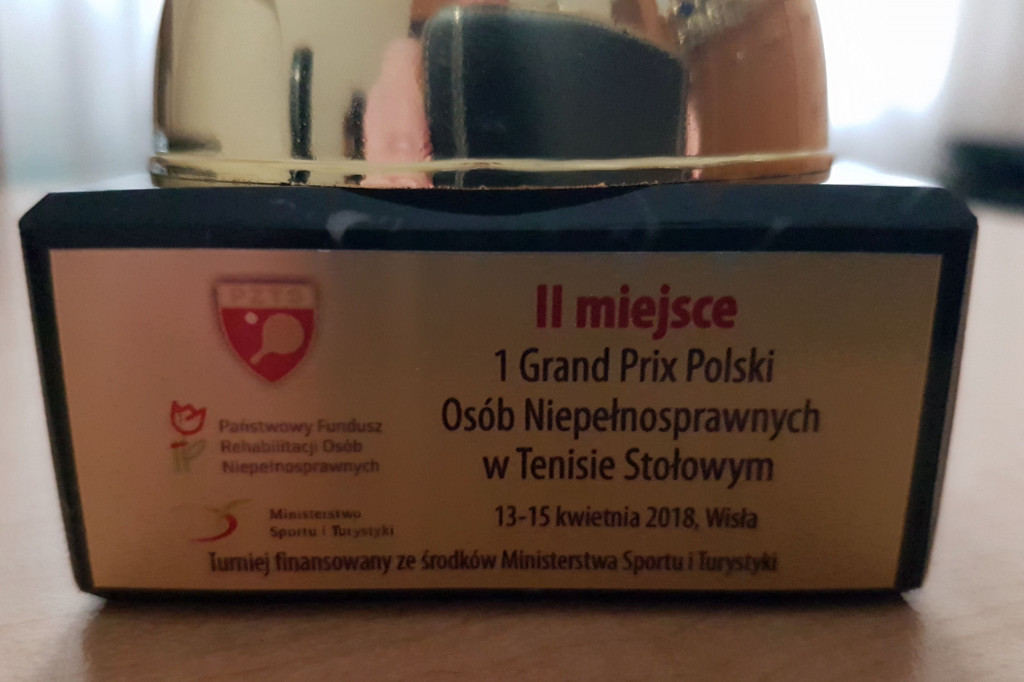 PZTS
Państwowy Fundusz
Rehabilitacji Osób
Niepełnosprawnych
Ministerstwo
Sportu i Turystyki
II miejsce
1 Grand Prix Polski
Osób Niepełnosprawnych
w Tenisie Stołowym
13-15 kwietnia 2018, Wisła
Turniej finansowany ze środków Ministerstwa Sportu i Turystyki